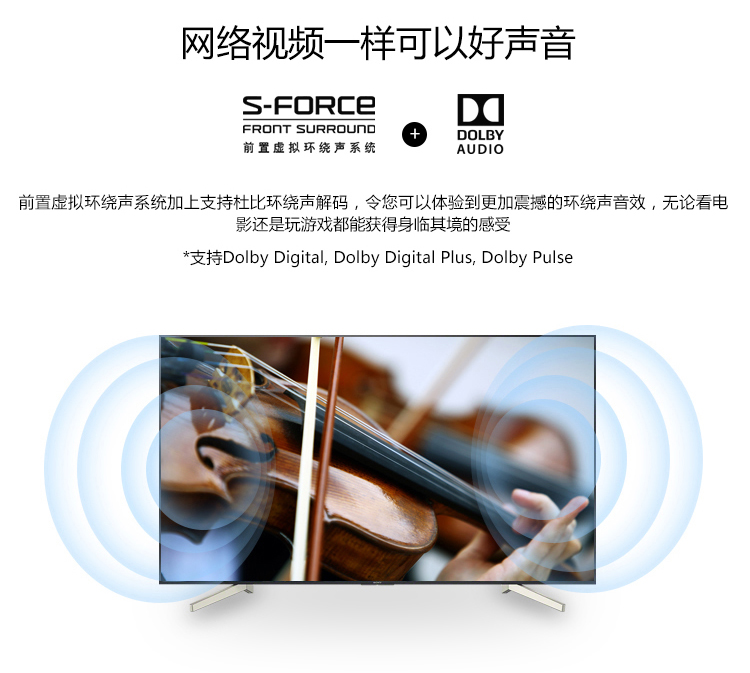 网络视频一样可以好声音
S-FORCE
FRONT SURROUND
前置虚拟环绕声系统
+
DOLBY
AUDIO
前置虚拟环绕声系统加上支持杜比环绕声解码，令您可以体验到更加震撼的环绕声音效，无论看电
影还是玩游戏都能获得身临其境的感受
*支持Dolby Digital, Dolby Digital Plus, Dolby Pulse